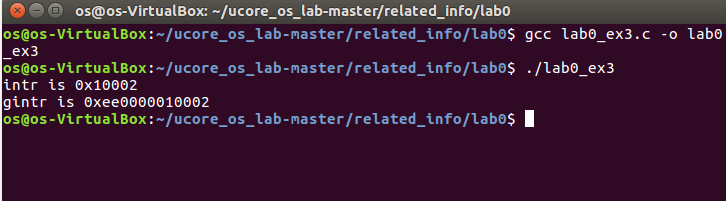 os@os-VirtualBox: ~/ucore_os_lab-master/related_info/lab0
os@os-VirtualBox:~/ucore_os_lab-master/related_info/lab0$ gcc lab0_ex3.c -o lab0
_ex3
os@os-VirtualBox:~/ucore_os_lab-master/related_info/lab0$ ./lab0_ex3
intr is 0x10002
gintr is 0xee0000010002
os@os-VirtualBox:~/ucore_os_lab-master/related_info/lab0$